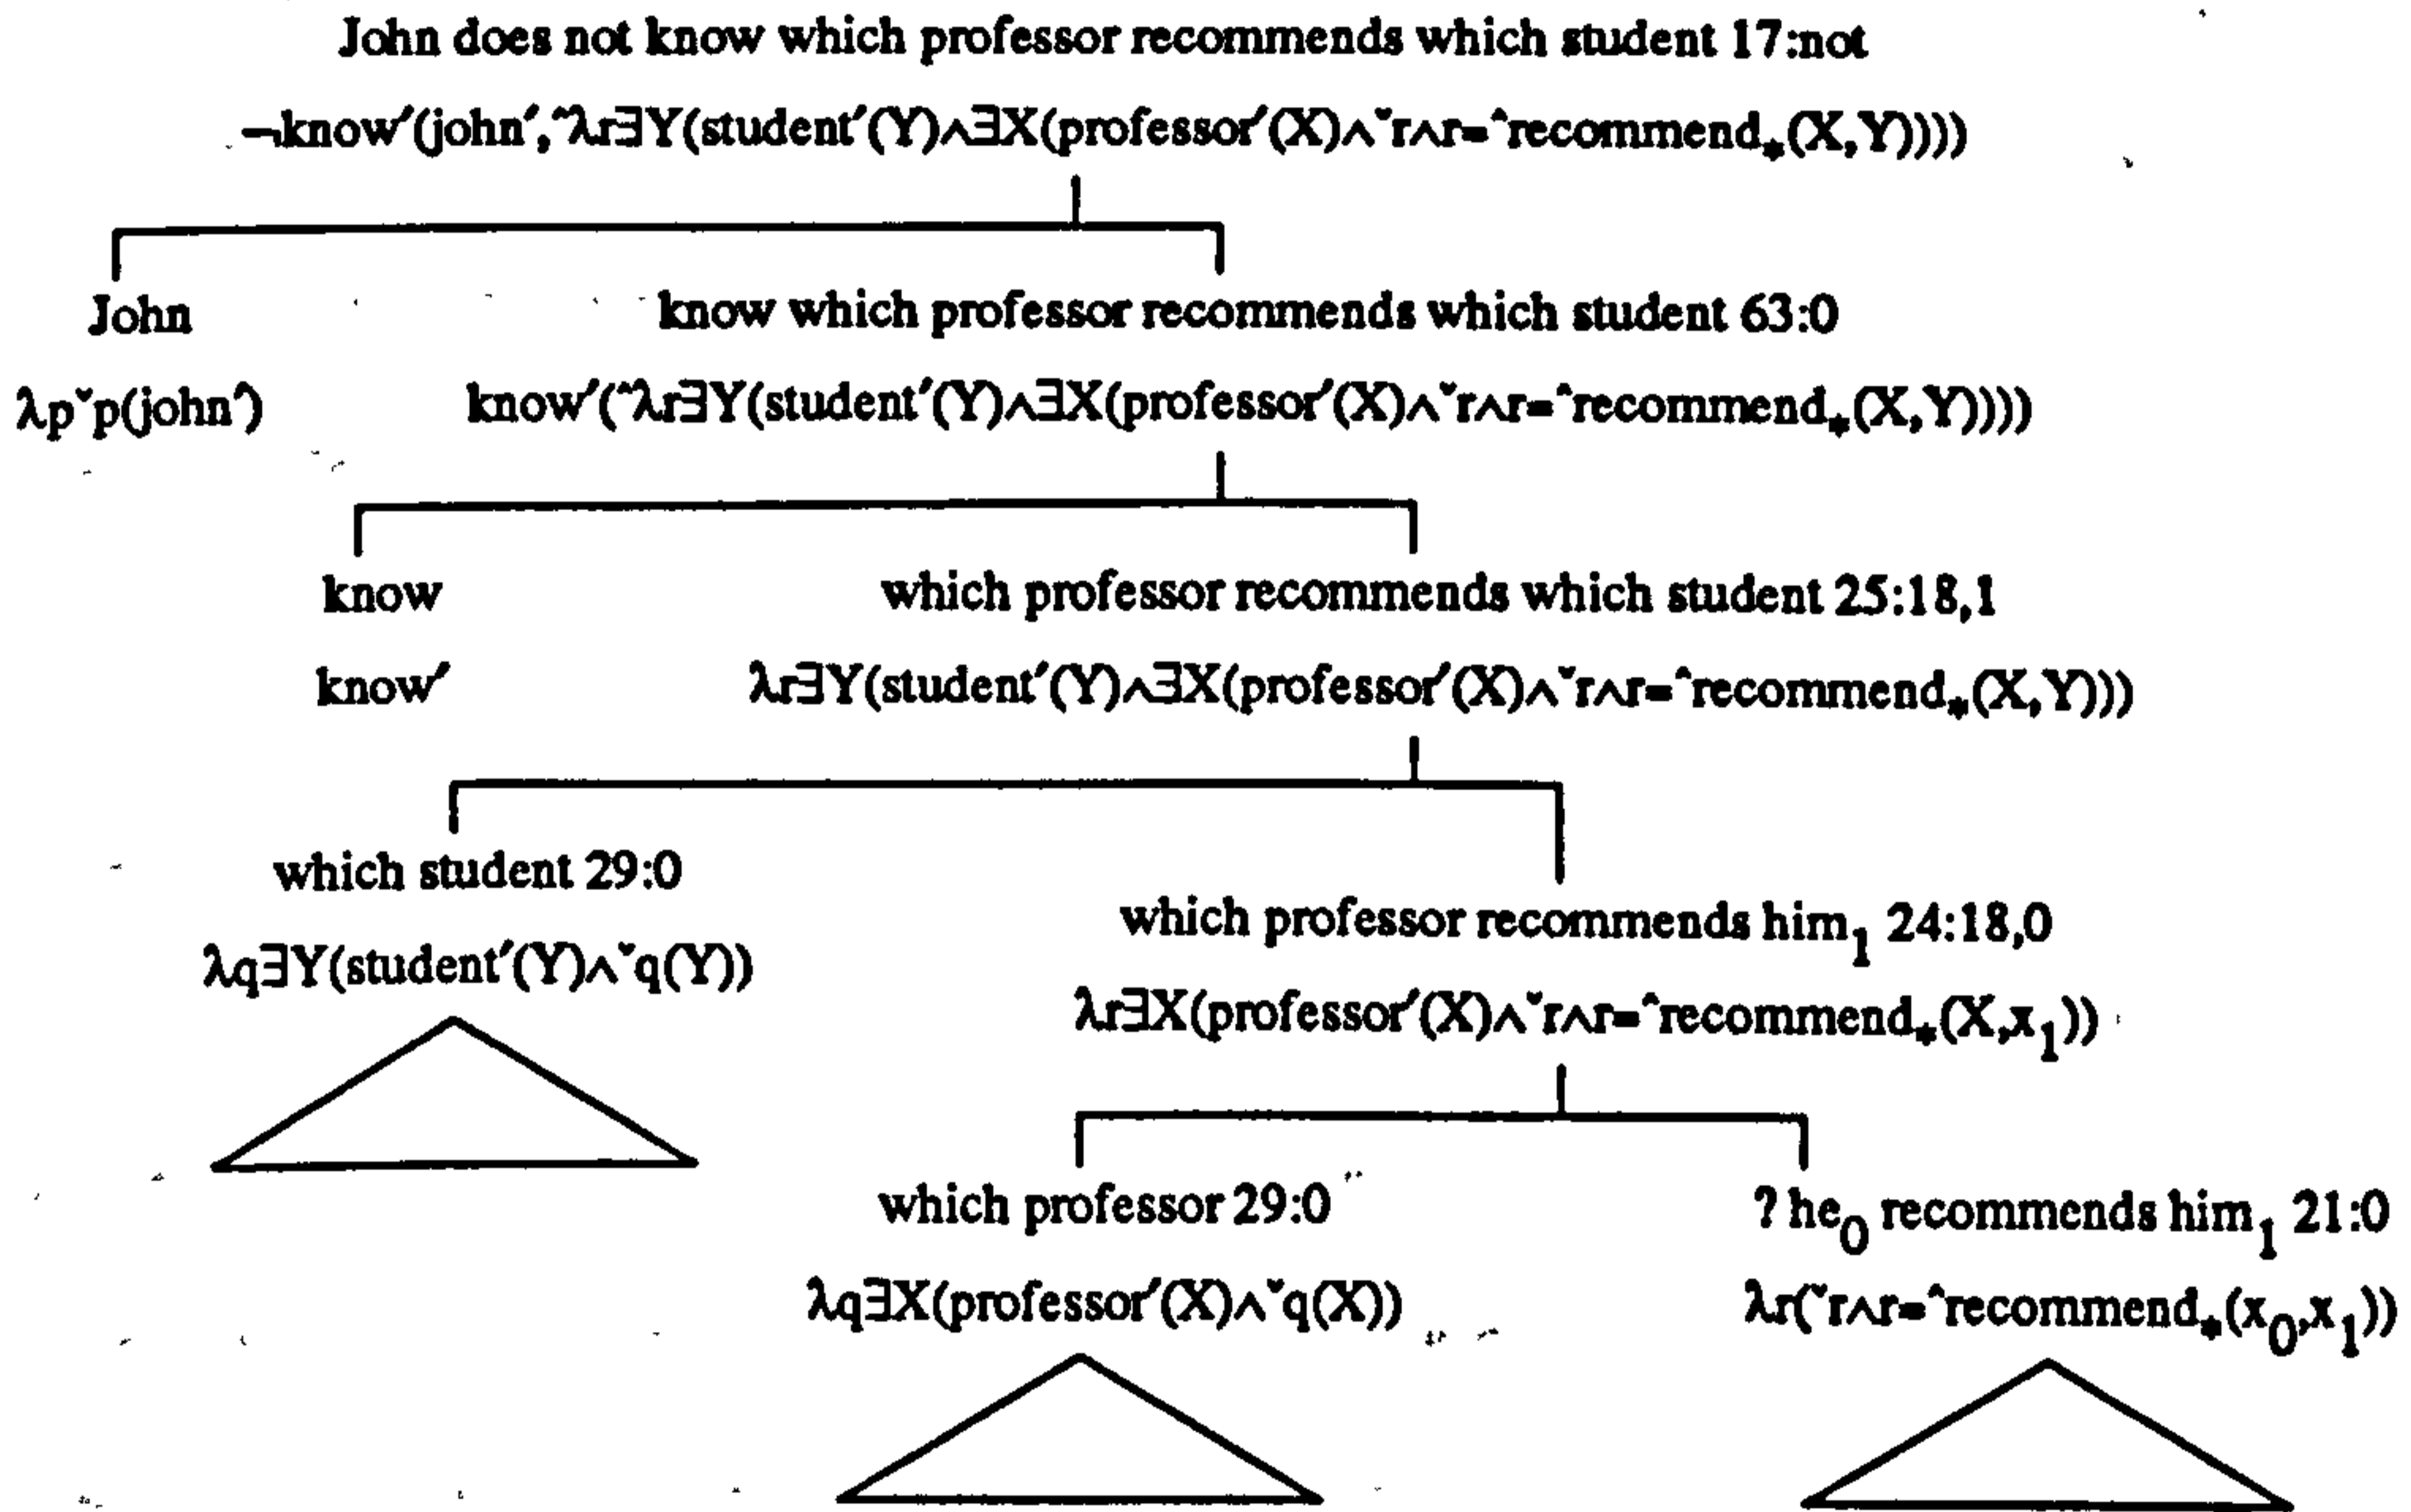 John does not know which professor recommends which student 17:not
¬know′(john′,ˆλr∃Y(student′(Y)∧∃X(professor′(X)∧ˇr∧r=ˆrecommend⁎(X,Y))))
John
know which professor recommends which student 63:0
λpˇp(john′)
know′(ˆλr∃Y(student′(Y)∧∃X(professor′(X)∧ˇr∧r=ˆrecommend⁎(X,Y))))
know
which professor recommends which student 25:18,1
know′
λr∃Y(student′(Y)∧∃X(professor′(X)∧ˇr∧r=ˆrecommend⁎(X,Y)))
which student 29:0
which professor recommends him₁ 24:18,0
λq∃Y(student′(Y)∧ˇq(Y))
λr∃X(professor′(X)∧ˇr∧r=ˆrecommend⁎(X,x₁))
which professor 29:0
? he₀ recommends him₁ 21:0
λq∃X(professor′(X)∧ˇq(X))
λr(ˇr∧r=ˆrecommend⁎(x₀,x₁))